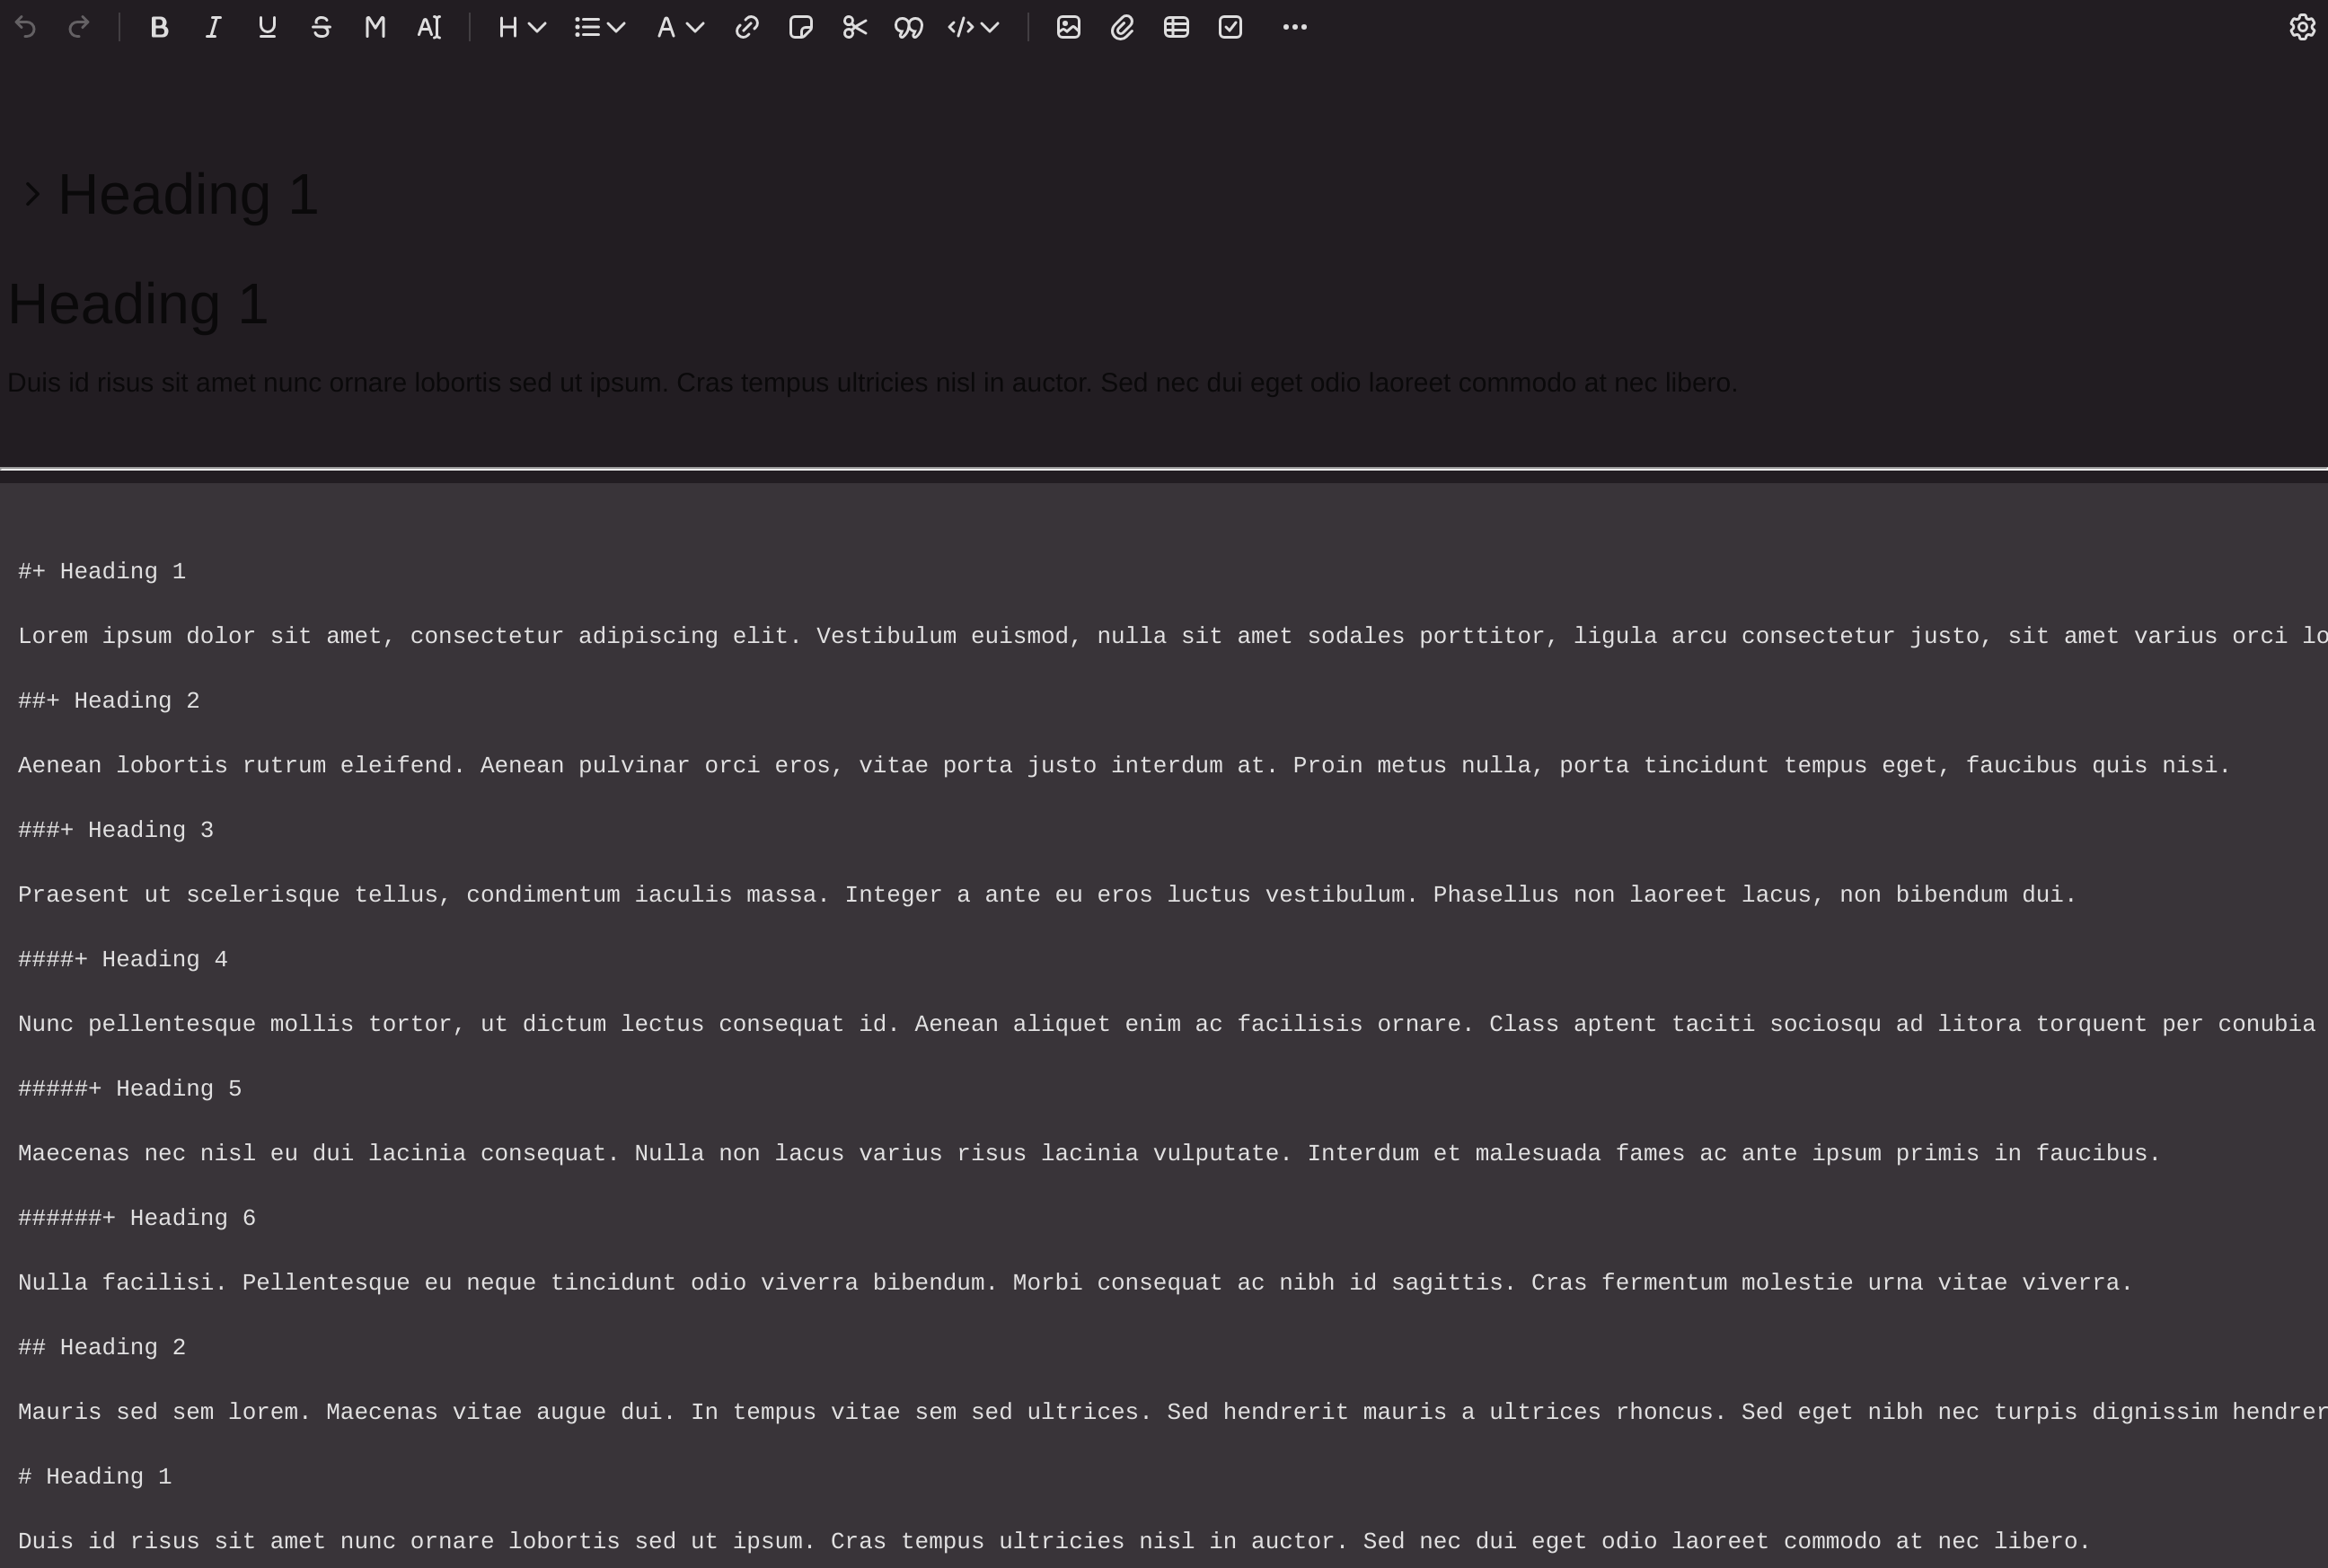 Heading 1
Heading 1
Duis id risus sit amet nunc ornare lobortis sed ut ipsum. Cras tempus ultricies nisl in auctor. Sed nec dui eget odio laoreet commodo at nec libero.
#+ Heading 1
Lorem ipsum dolor sit amet, consectetur adipiscing elit. Vestibulum euismod, nulla sit amet sodales porttitor, ligula arcu consectetur justo, sit amet varius orci lo
##+ Heading 2
Aenean lobortis rutrum eleifend. Aenean pulvinar orci eros, vitae porta justo interdum at. Proin metus nulla, porta tincidunt tempus eget, faucibus quis nisi.
###+ Heading 3
Praesent ut scelerisque tellus, condimentum iaculis massa. Integer a ante eu eros luctus vestibulum. Phasellus non laoreet lacus, non bibendum dui.
####+ Heading 4
Nunc pellentesque mollis tortor, ut dictum lectus consequat id. Aenean aliquet enim ac facilisis ornare. Class aptent taciti sociosqu ad litora torquent per conubia
#####+ Heading 5
Maecenas nec nisl eu dui lacinia consequat. Nulla non lacus varius risus lacinia vulputate. Interdum et malesuada fames ac ante ipsum primis in faucibus.
######+ Heading 6
Nulla facilisi. Pellentesque eu neque tincidunt odio viverra bibendum. Morbi consequat ac nibh id sagittis. Cras fermentum molestie urna vitae viverra.
## Heading 2
Mauris sed sem lorem. Maecenas vitae augue dui. In tempus vitae sem sed ultrices. Sed hendrerit mauris a ultrices rhoncus. Sed eget nibh nec turpis dignissim hendrer
# Heading 1
Duis id risus sit amet nunc ornare lobortis sed ut ipsum. Cras tempus ultricies nisl in auctor. Sed nec dui eget odio laoreet commodo at nec libero.